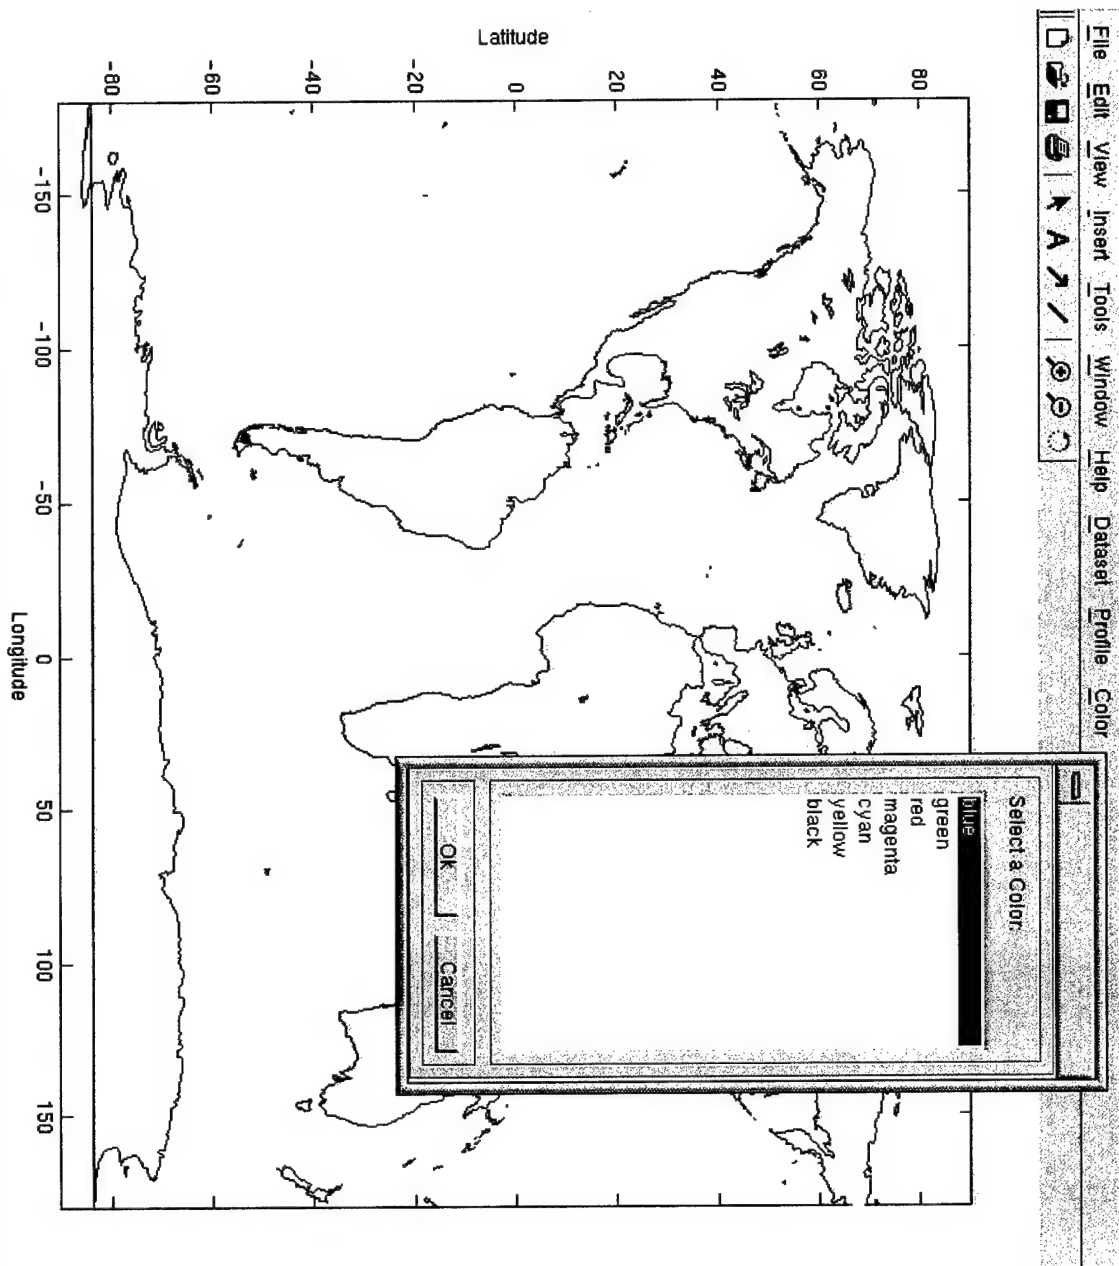 File Edit View Insert Tools Window Help Dataset Profile Color
A
Select a Color:
blue
green
red
magenta
cyan
yellow
black
Ok Cancel
Latitude
80
60
40
20
0
-20
-40
-60
-80
-150 -100 -50 0 50 100 150
Longitude